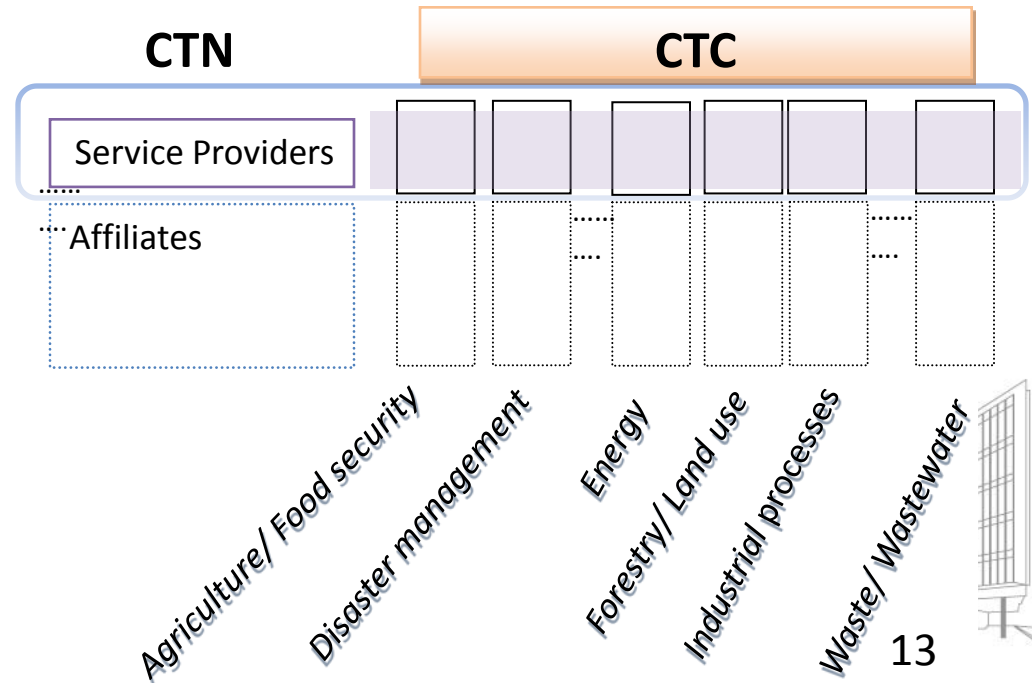 CTN
CTC
Service Providers
......
....
Affiliates
......
....
......
....
Agriculture/ Food security
Disaster management
Energy
Forestry/ Land use
Industrial processes
Waste/ Wastewater
13